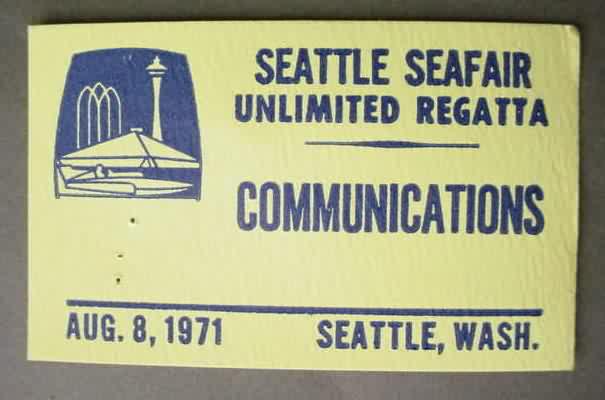 SEATTLE SEAFAIR
UNLIMITED REGATTA
COMMUNICATIONS
AUG. 8, 1971 SEATTLE, WASH.